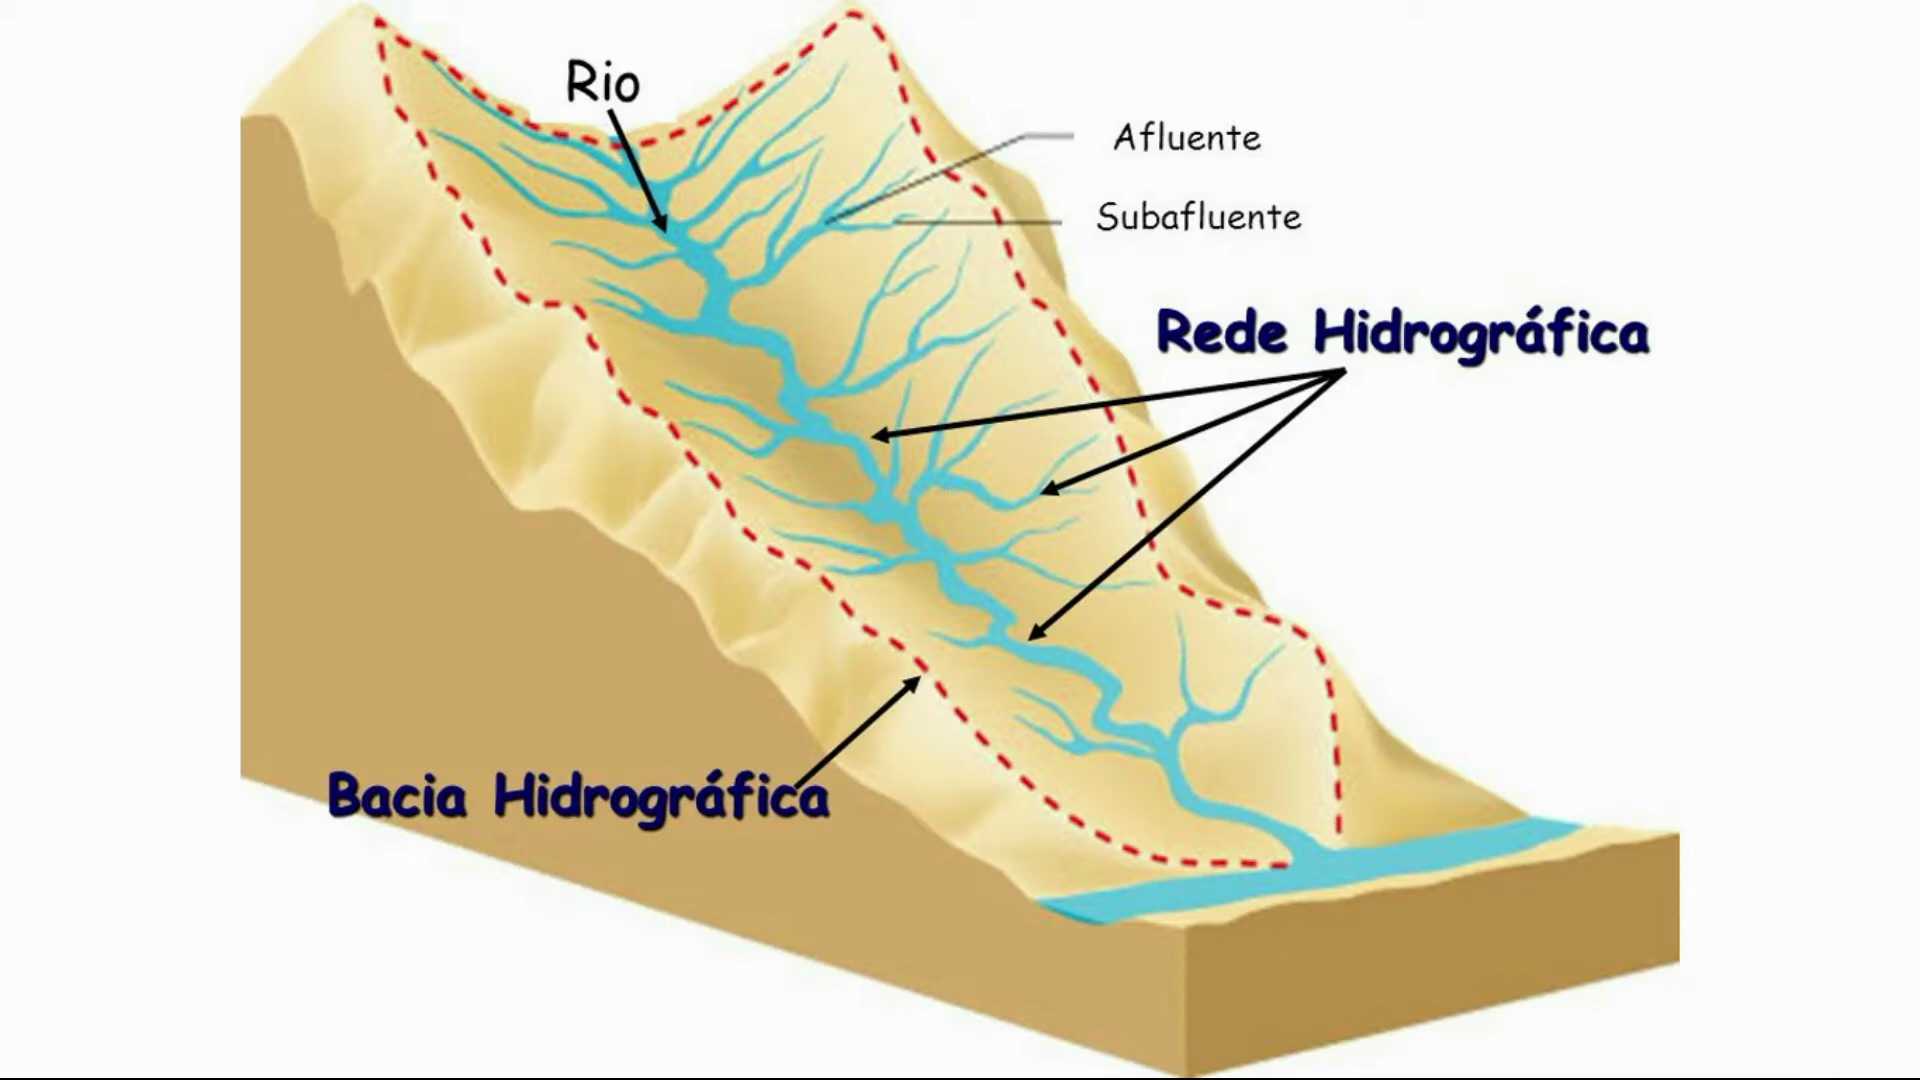 Rio
Afluente
Subafluente
Rede Hidrográfica
Bacia Hidrográfica